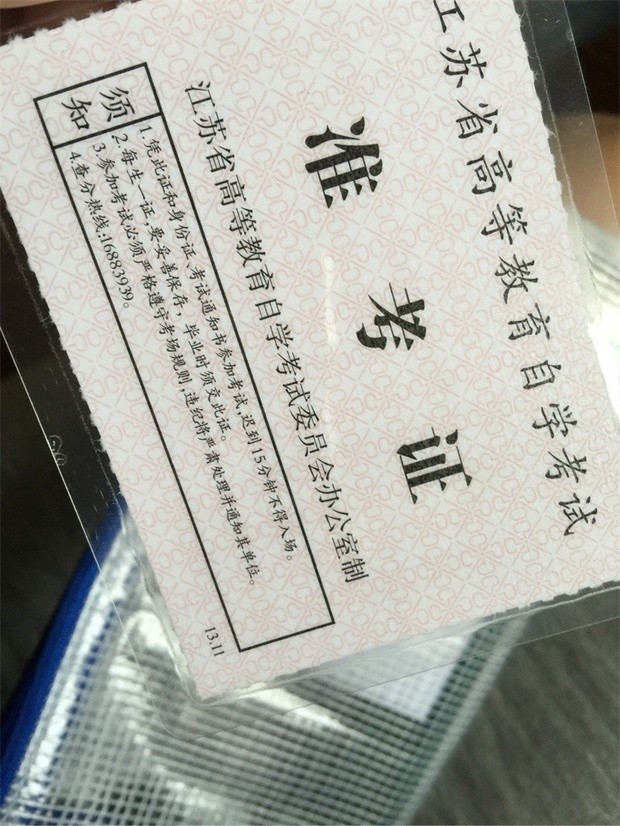 江苏省高等教育自学考试
准考证
江苏省高等教育自学考试委员会办公室制
须知
1.凭此证和身份证、考试通知书参加考试,迟到15分钟不得入场。
2.每生一证,要妥善保存,毕业时须交此证。
3.参加考试必须严格遵守考场规则,违纪将严肃处理并通知其单位。
4.查分热线:16883939。
13.11